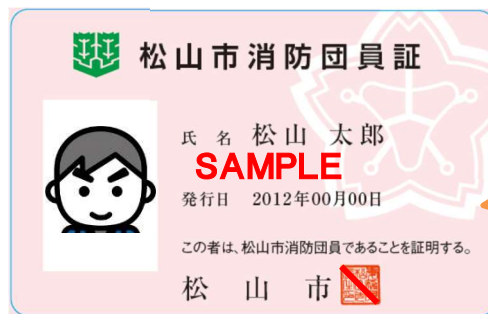 松山市消防団員証
氏 名 松山 太郎
SAMPLE
発行日 2012年00月00日
この者は、松山市消防団員であることを証明する。
松 山 市